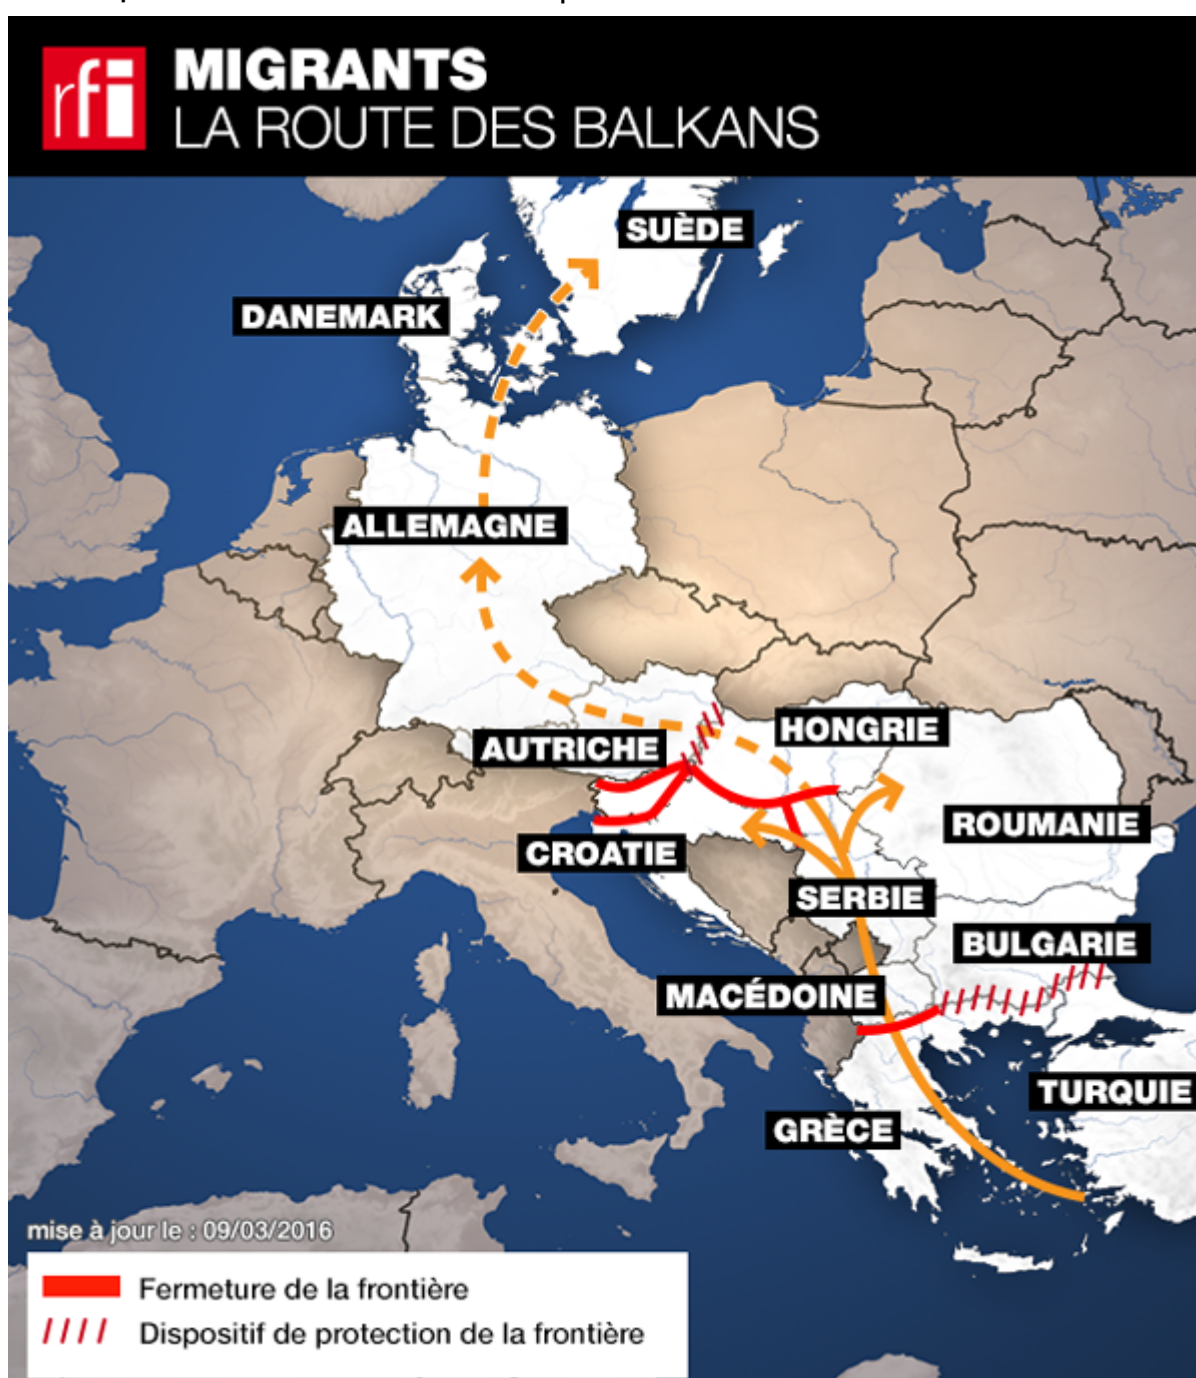 rfi
MIGRANTS
LA ROUTE DES BALKANS
SUÈDE
DANEMARK
ALLEMAGNE
HONGRIE
AUTRICHE
ROUMANIE
CROATIE
SERBIE
BULGARIE
MACÉDOINE
TURQUIE
GRÈCE
mise à jour le : 09/03/2016
Fermeture de la frontière
Dispositif de protection de la frontière